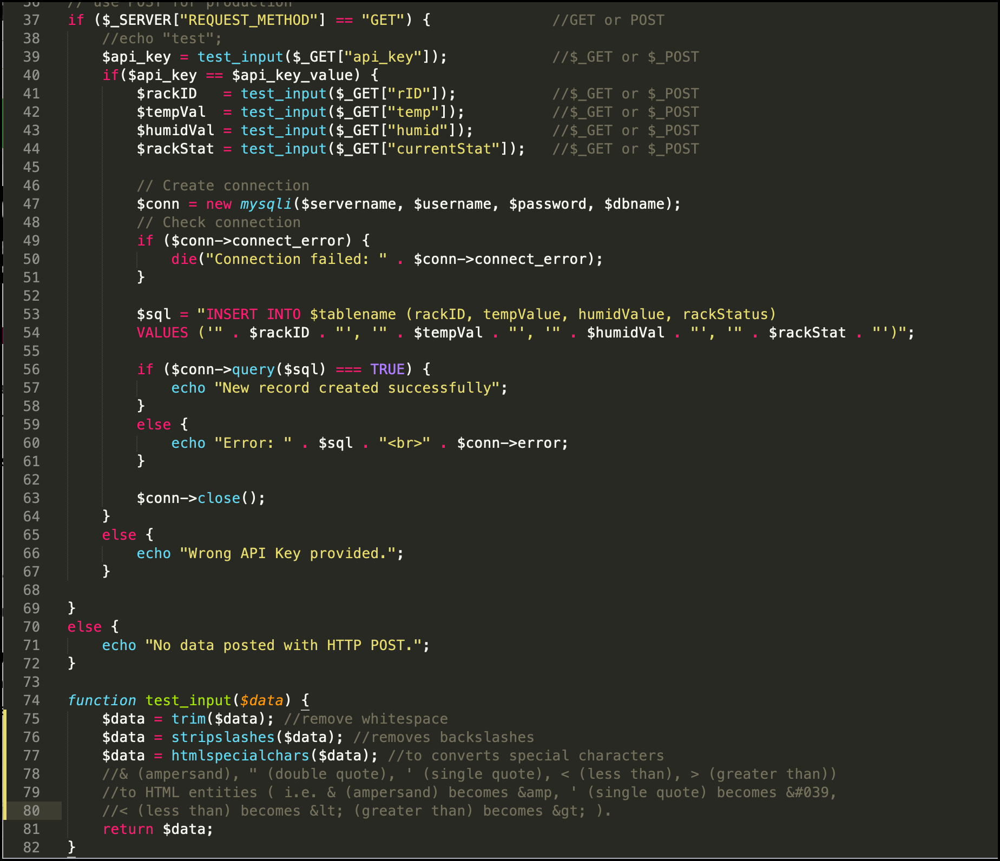 36 // use POST for production
37 if ($_SERVER["REQUEST_METHOD"] == "GET") { //GET or POST
38 //echo "test";
39 $api_key = test_input($_GET["api_key"]); //$_GET or $_POST
40 if($api_key == $api_key_value) {
41 $rackID = test_input($_GET["rID"]); //$_GET or $_POST
42 $tempVal = test_input($_GET["temp"]); //$_GET or $_POST
43 $humidVal = test_input($_GET["humid"]); //$_GET or $_POST
44 $rackStat = test_input($_GET["currentStat"]); //$_GET or $_POST
45
46 // Create connection
47 $conn = new mysqli($servername, $username, $password, $dbname);
48 // Check connection
49 if ($conn->connect_error) {
50 die("Connection failed: " . $conn->connect_error);
51 }
52
53 $sql = "INSERT INTO $tablename (rackID, tempValue, humidValue, rackStatus)
54 VALUES ('" . $rackID . "', '" . $tempVal . "', '" . $humidVal . "', '" . $rackStat . "')";
55
56 if ($conn->query($sql) === TRUE) {
57 echo "New record created successfully";
58 }
59 else {
60 echo "Error: " . $sql . "<br>" . $conn->error;
61 }
62
63 $conn->close();
64 }
65 else {
66 echo "Wrong API Key provided.";
67 }
68
69 }
70 else {
71 echo "No data posted with HTTP POST.";
72 }
73
74 function test_input($data) {
75 $data = trim($data); //remove whitespace
76 $data = stripslashes($data); //removes backslashes
77 $data = htmlspecialchars($data); //to converts special characters
78 //& (ampersand), " (double quote), ' (single quote), < (less than), > (greater than))
79 //to HTML entities ( i.e. & (ampersand) becomes &amp, ' (single quote) becomes &#039,
80 //< (less than) becomes &lt; (greater than) becomes &gt; ).
81 return $data;
82 }